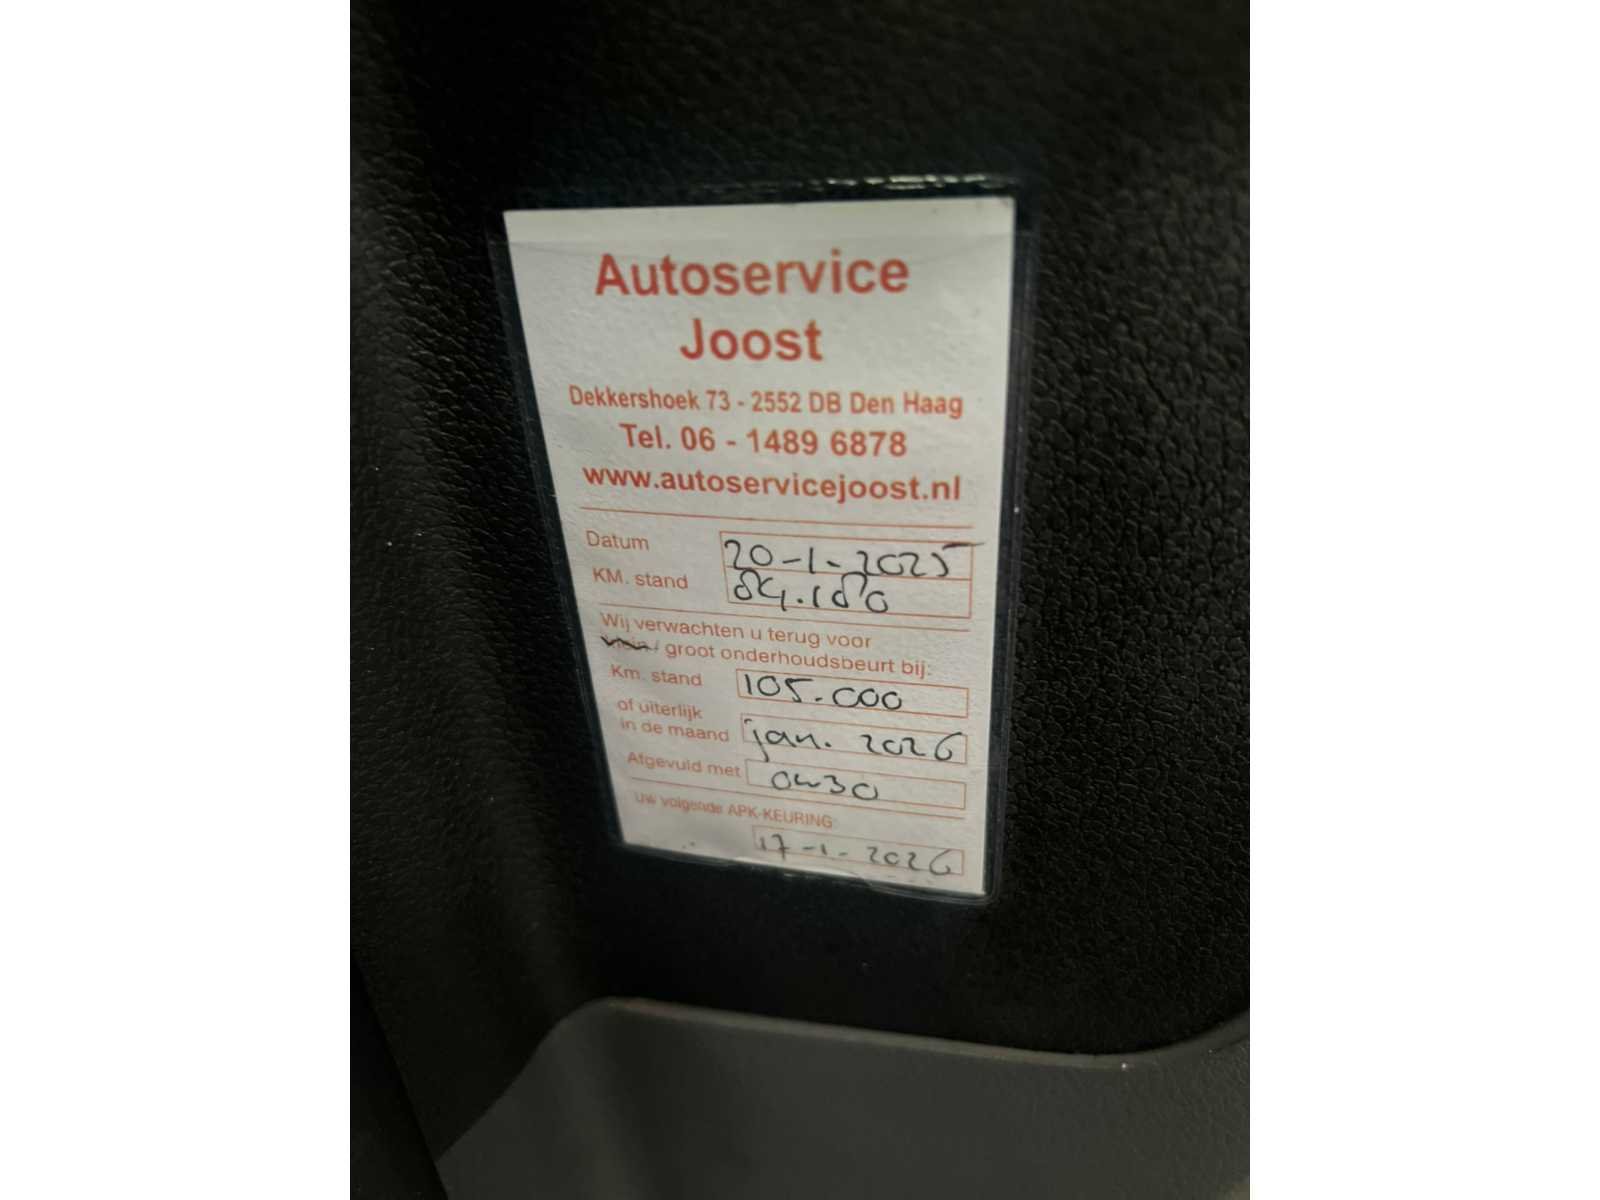 Autoservice
Joost
Dekkershoek 73 - 2552 DB Den Haag
Tel. 06 - 1489 6878
www.autoservicejoost.nl
Datum 20-1-2025
KM. stand 84.180
Wij verwachten u terug voor
/ groot onderhoudsbeurt bij:
Km. stand 105.000
of uiterlijk
in de maand jan. 2026
Afgevuld met 0W30
Uw volgende APK-KEURING:
17-1-2026